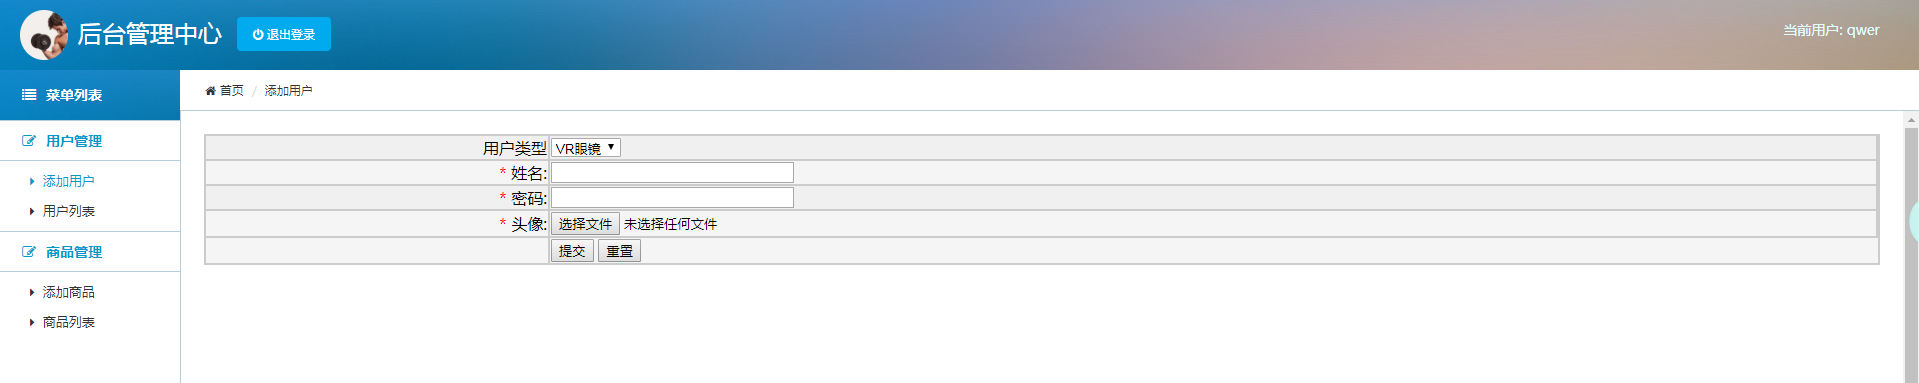 后台管理中心 退出登录
当前用户: qwer
菜单列表
首页 / 添加用户
用户管理
添加用户
用户列表
商品管理
添加商品
商品列表
用户类型 VR眼镜
* 姓名:
* 密码:
* 头像: 选择文件 未选择任何文件
提交 重置